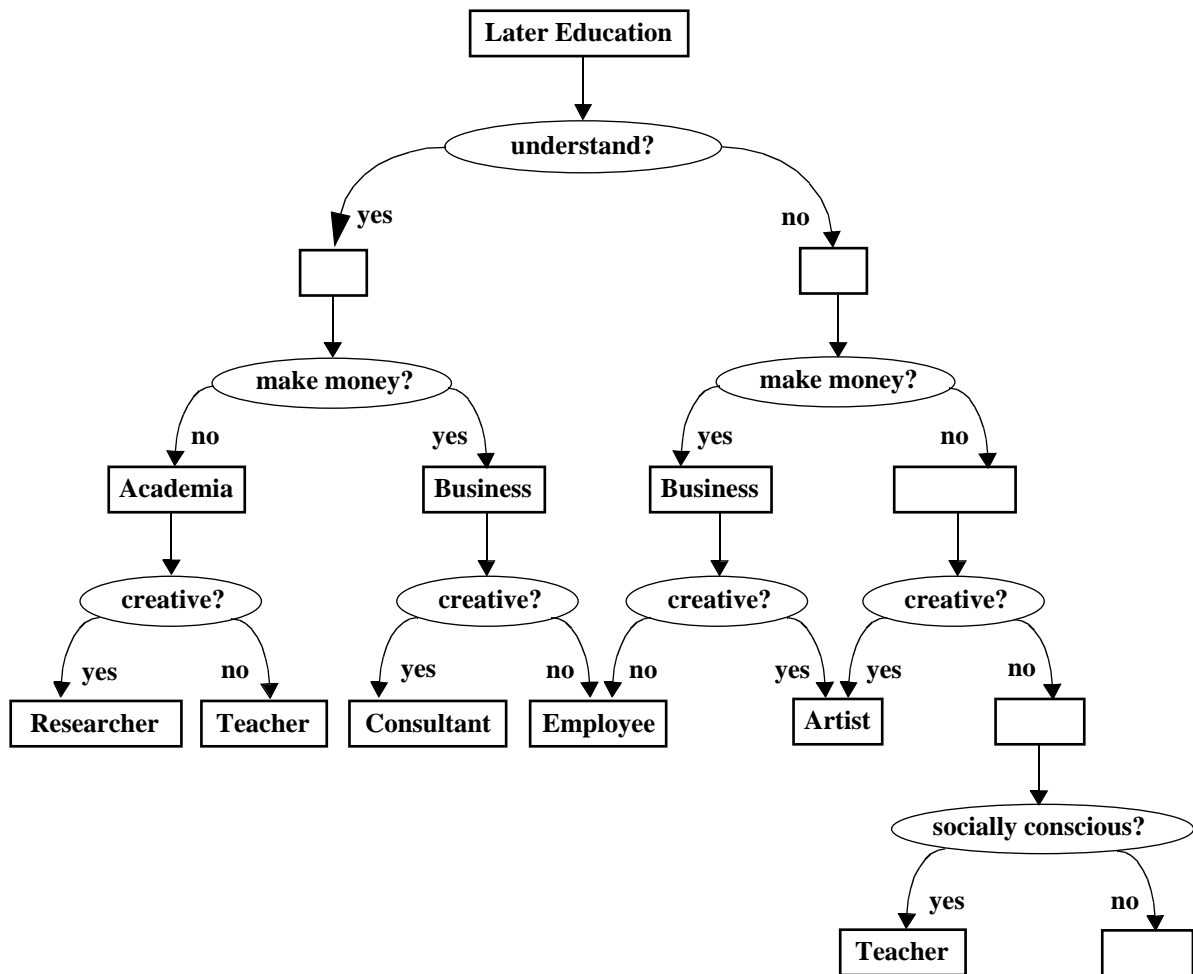 Later Education
understand?
yes
no
make money?
make money?
no
yes
yes
no
Academia
Business
Business
creative?
creative?
creative?
creative?
yes
no
yes
no
no
yes
yes
no
Researcher
Teacher
Consultant
Employee
Artist
socially conscious?
yes
no
Teacher